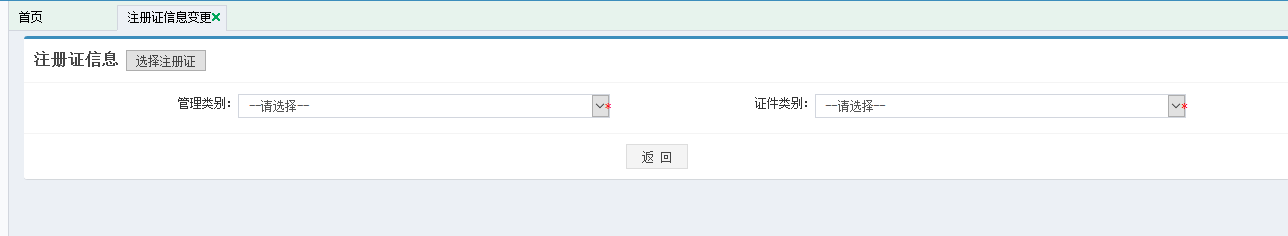 首页 注册证信息变更
注册证信息 选择注册证
管理类别： --请选择-- * 证件类别： --请选择-- *
返 回